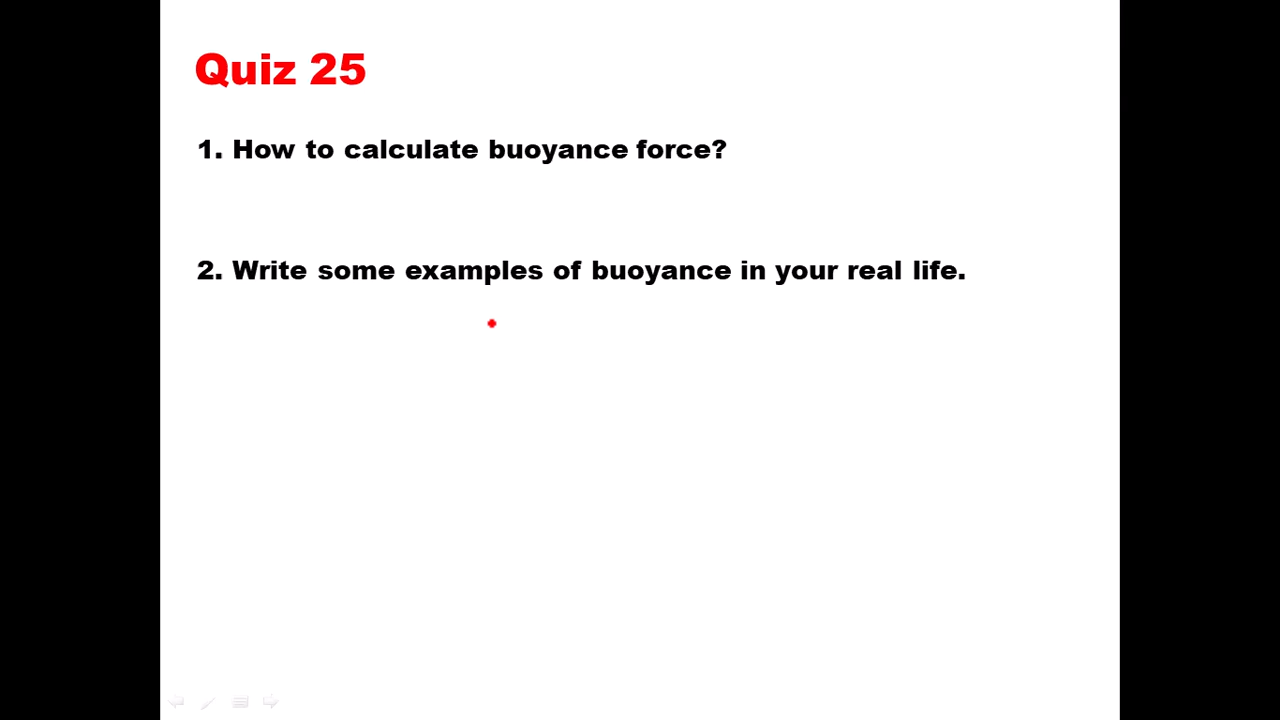 Quiz 25
1. How to calculate buoyance force?
2. Write some examples of buoyance in your real life.